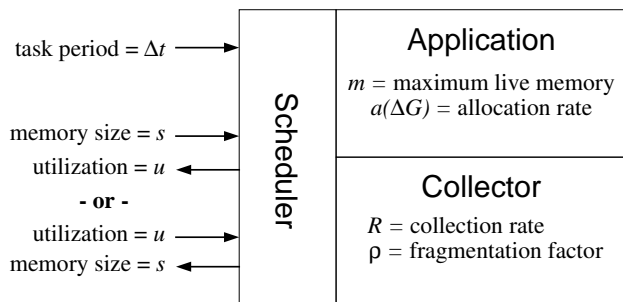 task period = Δt
memory size = s
utilization = u
- or -
utilization = u
memory size = s
Scheduler
Application
m = maximum live memory
a(ΔG) = allocation rate
Collector
R = collection rate
ρ = fragmentation factor